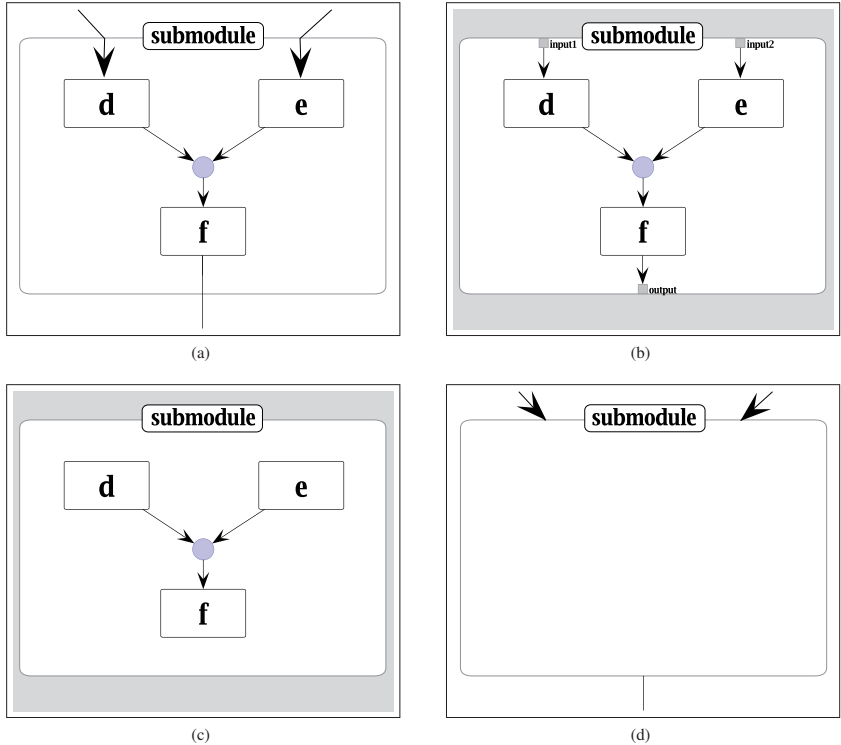 submodule
d e
f
(a)
submodule
input1 input2
d e
f
output
(b)
submodule
d e
f
(c)
submodule
(d)